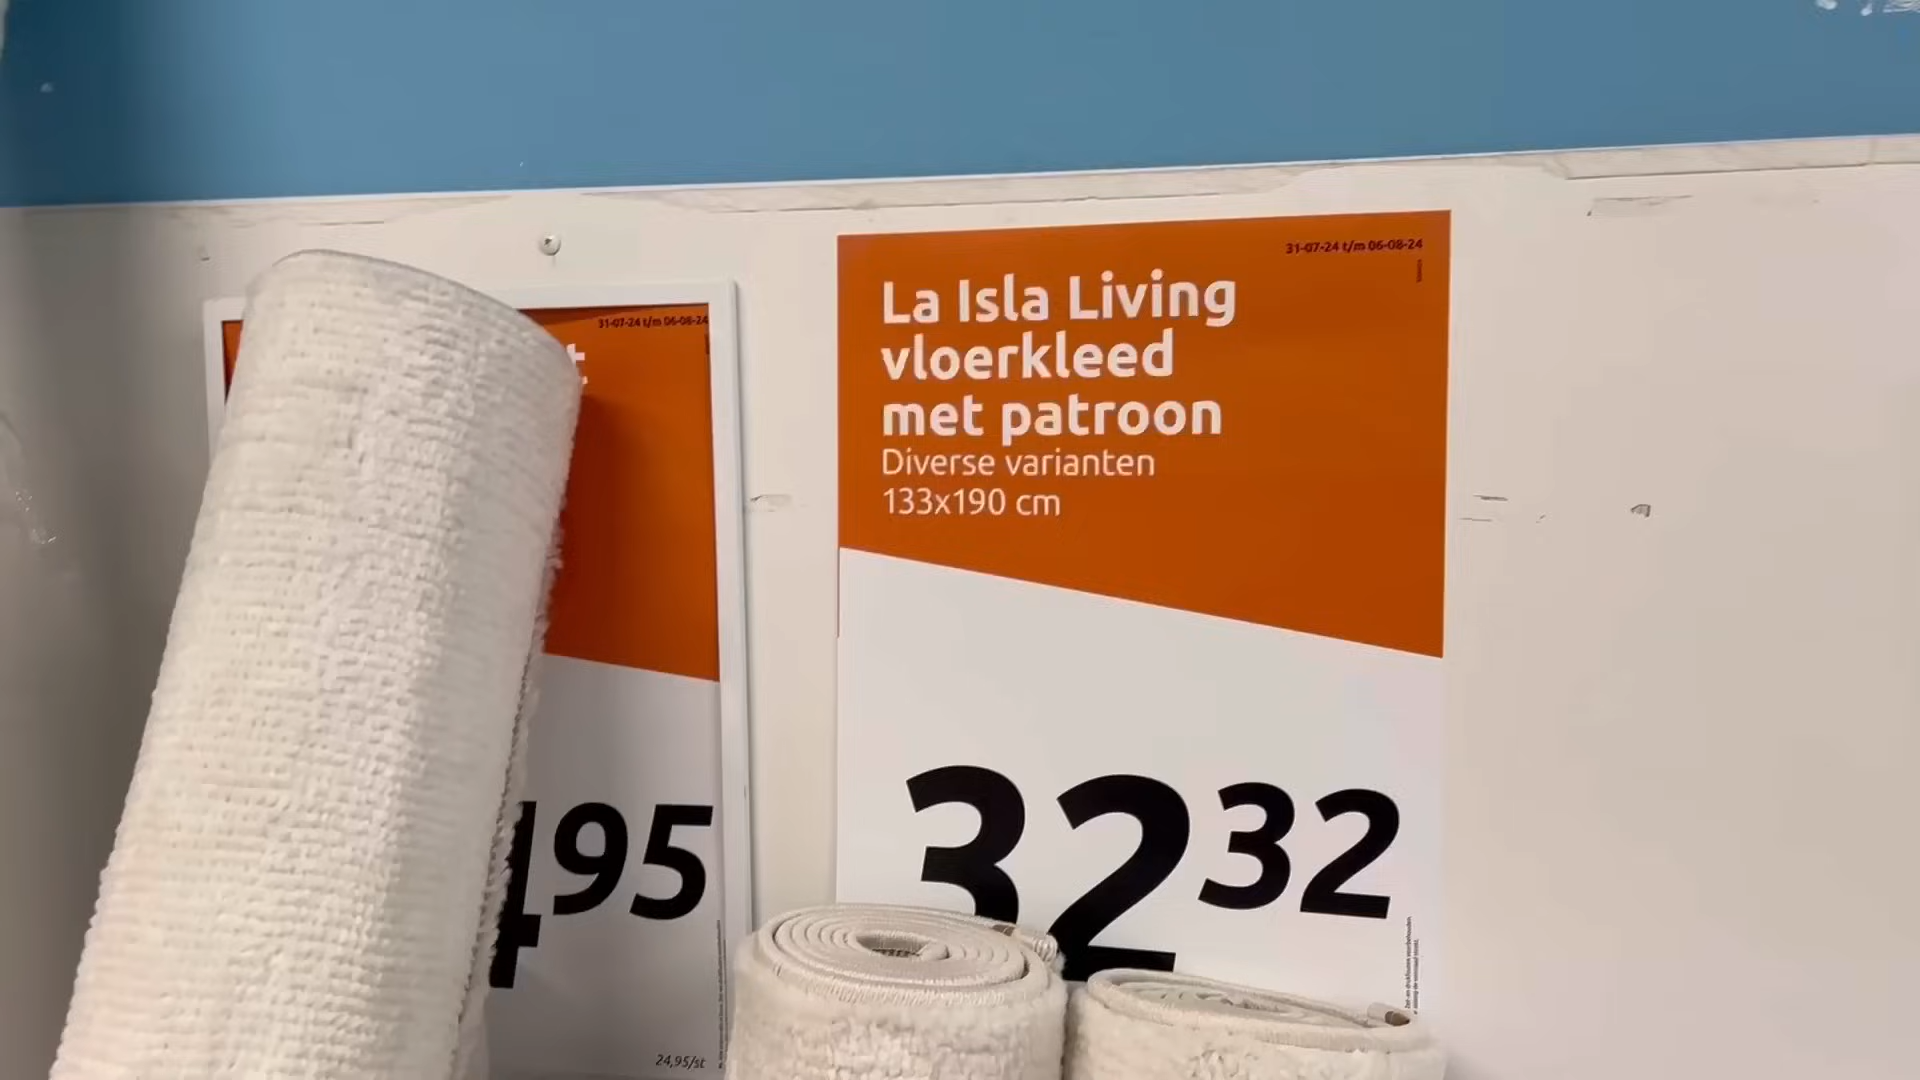 31-07-24 t/m 06-08-24
t
495
24,95/st
31-07-24 t/m 06-08-24
La Isla Living
vloerkleed
met patroon
Diverse varianten
133x190 cm
3232